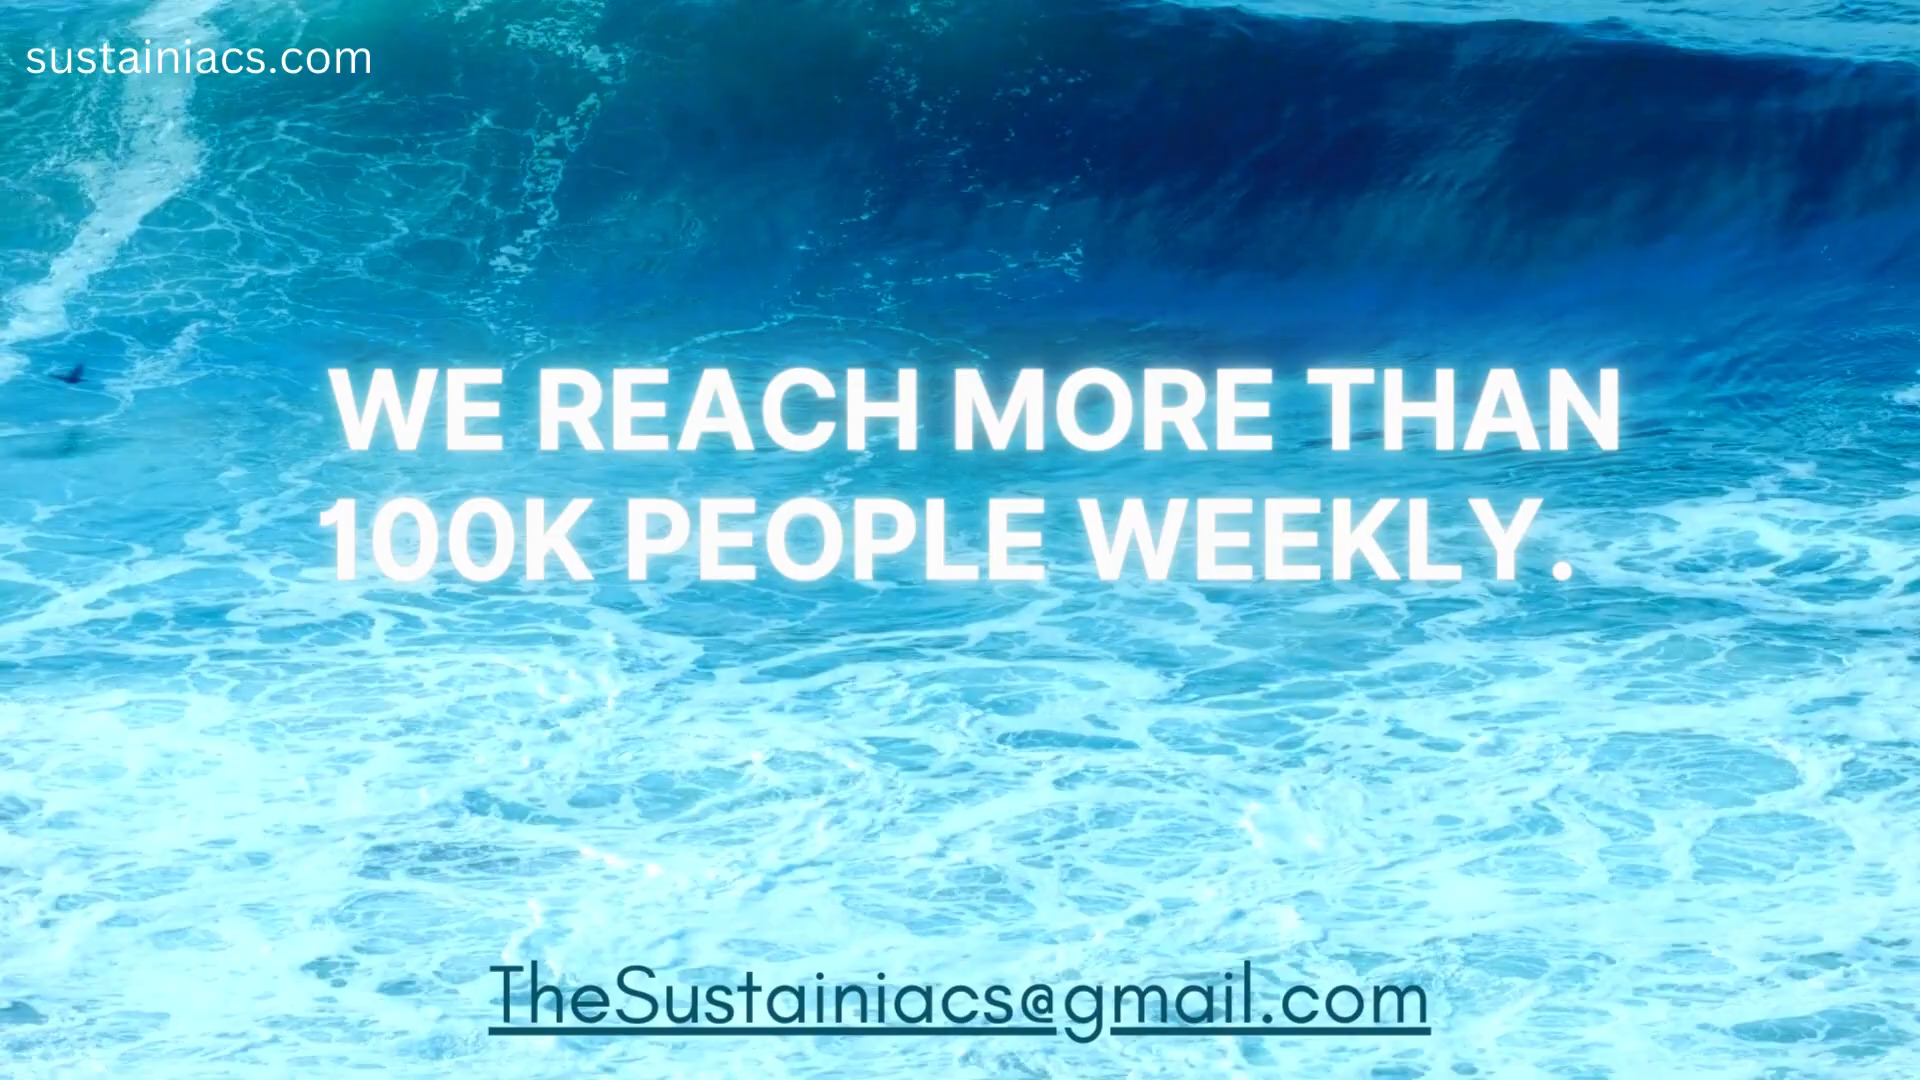 sustainiacs.com
WE REACH MORE THAN
100K PEOPLE WEEKLY.
TheSustainiacs@gmail.com